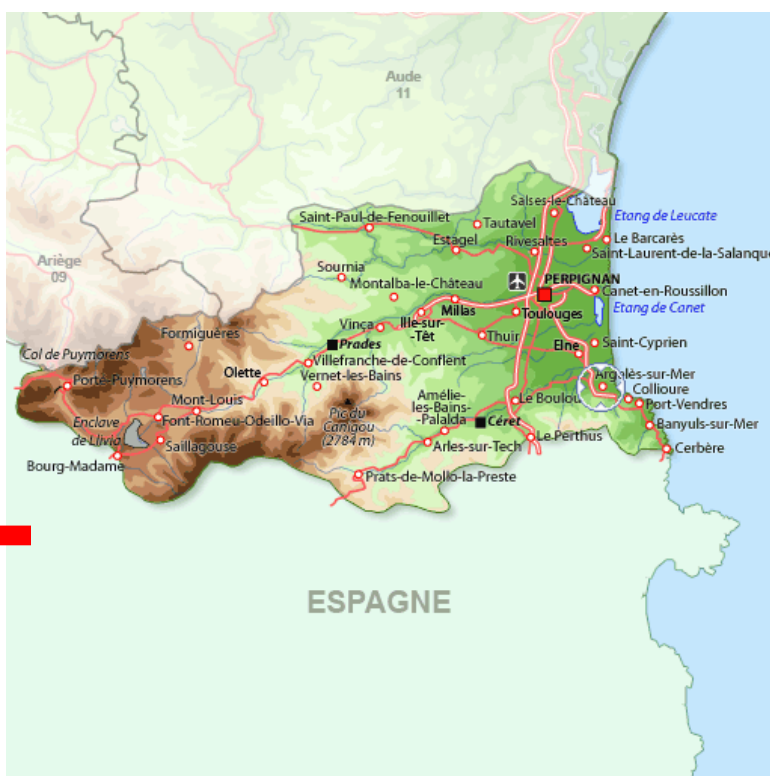 Aude
11
Salses-le-Château
Saint-Paul-de-Fenouillet
Tautavel
Etang de Leucate
Estagel
Rivesaltes
Le Barcarès
Saint-Laurent-de-la-Salanque
Ariège
09
Sournia
Montalba-le-Château
PERPIGNAN
Canet-en-Roussillon
Etang de Canet
Millas
Toulouges
Ille-sur-
-Têt
Vinça
Formiguères
Thuir
Prades
Elne
Saint-Cyprien
Col de Puymorens
Villefranche-de-Conflent
Olette
Vernet-les-Bains
Porté-Puymorens
Argelès-sur-Mer
Amélie-
les-Bains-
-Palalda
Le Boulou
Collioure
Port-Vendres
Mont-Louis
Pic du
Canigou
(2784 m)
Céret
Enclave
de Llivia
Font-Romeu-Odeillo-Via
Banyuls-sur-Mer
Saillagouse
Arles-sur-Tech
Le Perthus
Cerbère
Bourg-Madame
Prats-de-Mollo-la-Preste
ESPAGNE